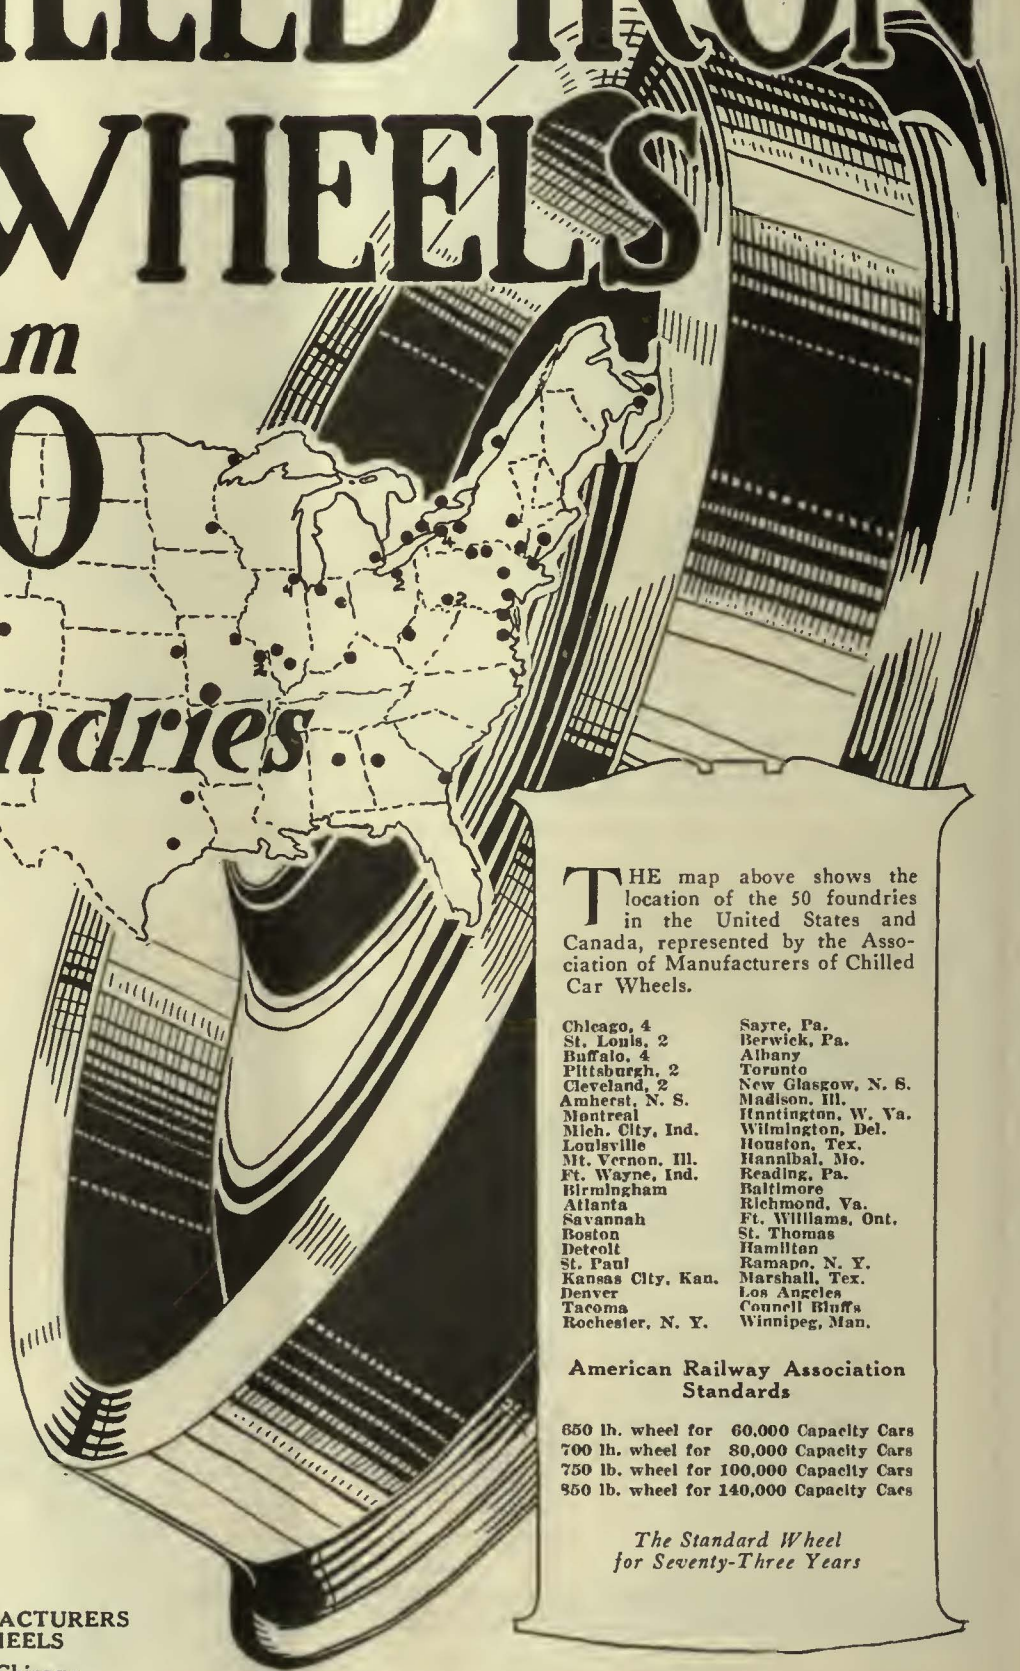 ILLED IRON
WHEELS
m
0
ndries
4
4
2
2
2
THE map above shows the
location of the 50 foundries
in the United States and
Canada, represented by the Asso-
ciation of Manufacturers of Chilled
Car Wheels.
Chicago, 4
St. Louis, 2
Buffalo, 4
Pittsburgh, 2
Cleveland, 2
Amherst, N. S.
Montreal
Mich. City, Ind.
Louisville
Mt. Vernon, Ill.
Ft. Wayne, Ind.
Birmingham
Atlanta
Savannah
Boston
Detroit
St. Paul
Kansas City, Kan.
Denver
Tacoma
Rochester, N. Y.
Sayre, Pa.
Berwick, Pa.
Albany
Toronto
New Glasgow, N. S.
Madison, Ill.
Huntington, W. Va.
Wilmington, Del.
Houston, Tex.
Hannibal, Mo.
Reading, Pa.
Baltimore
Richmond, Va.
Ft. Williams, Ont.
St. Thomas
Hamilton
Ramapo, N. Y.
Marshall, Tex.
Los Angeles
Council Bluffs
Winnipeg, Man.
American Railway Association
Standards
650 lb. wheel for 60,000 Capacity Cars
700 lb. wheel for 80,000 Capacity Cars
750 lb. wheel for 100,000 Capacity Cars
850 lb. wheel for 140,000 Capacity Cars
The Standard Wheel
for Seventy-Three Years
ACTURERS
HEELS